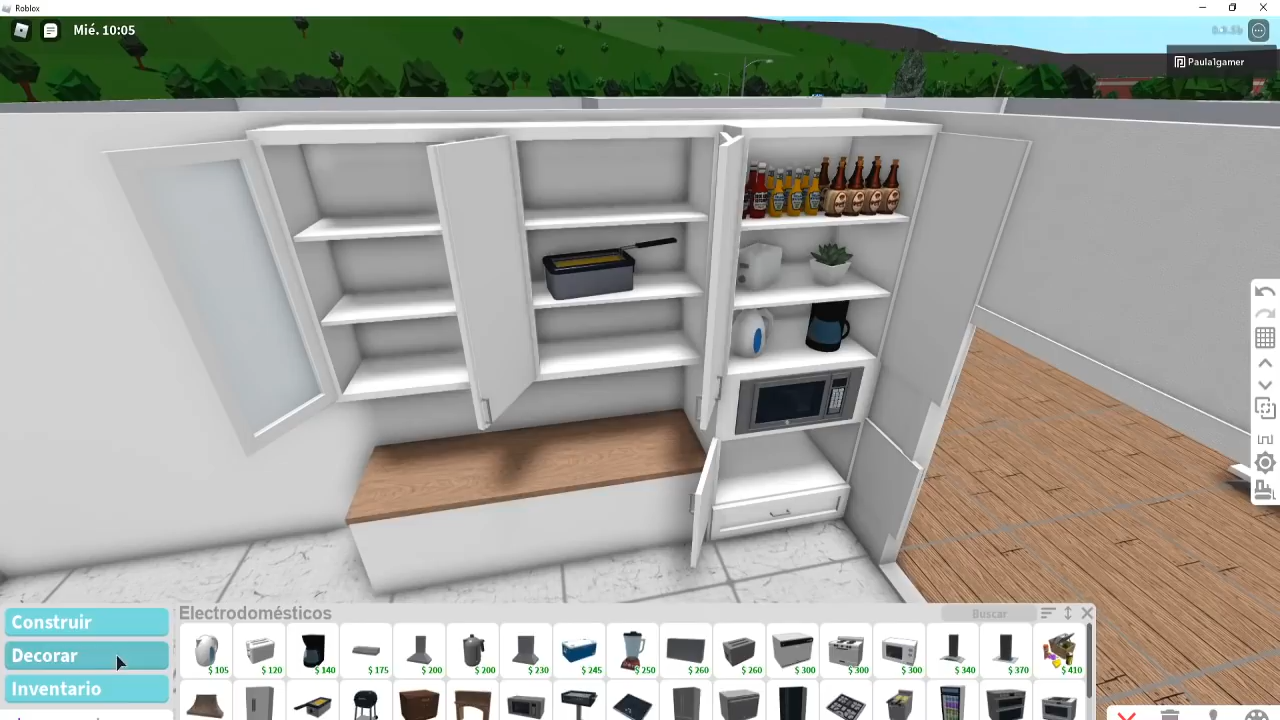 Roblox
Mié. 10:05
Paula1gamer
Construir
Decorar
Inventario
Electrodomésticos
Buscar
$ 105
$ 120
$ 140
$ 175
$ 200
$ 200
$ 230
$ 245
$ 250
$ 260
$ 260
$ 300
$ 300
$ 300
$ 340
$ 370
$ 410